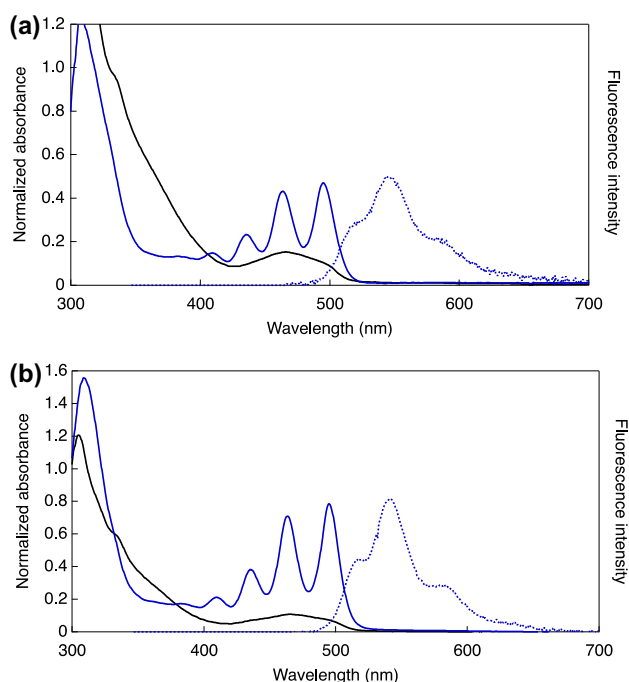 (a)
Normalized absorbance
1.2
1.0
0.8
0.6
0.4
0.2
0
300 400 500 600 700
Wavelength (nm)
Fluorescence intensity
(b)
Normalized absorbance
1.6
1.4
1.2
1.0
0.8
0.6
0.4
0.2
0
300 400 500 600 700
Wavelength (nm)
Fluorescence intensity